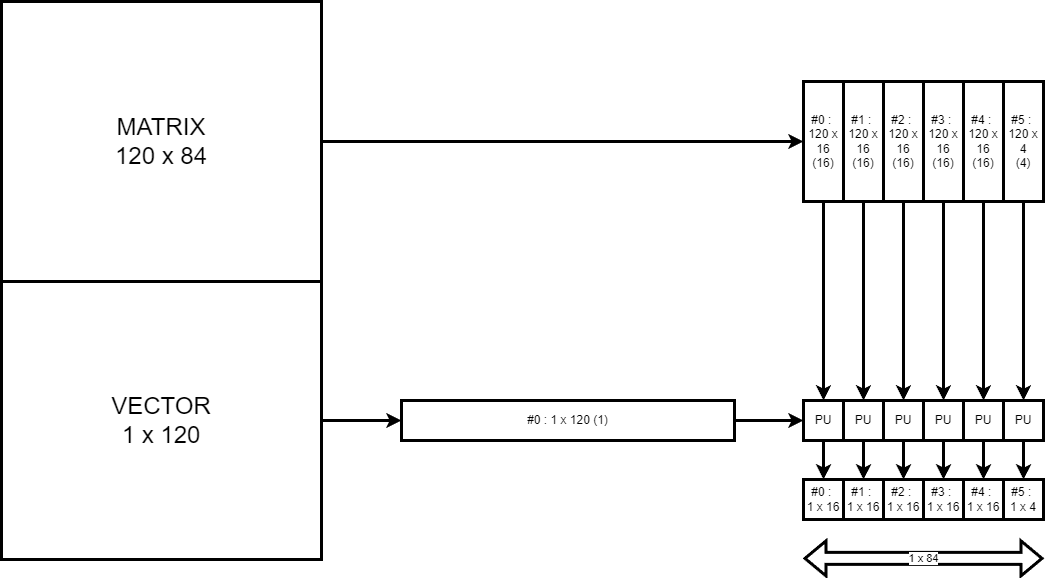 MATRIX
120 x 84
#0 :
120 x
16
(16)
#1 :
120 x
16
(16)
#2 :
120 x
16
(16)
#3 :
120 x
16
(16)
#4 :
120 x
16
(16)
#5 :
120 x
4
(4)
VECTOR
1 x 120
#0 : 1 x 120 (1)
PU
PU
PU
PU
PU
PU
#0 :
1 x 16
#1 :
1 x 16
#2 :
1 x 16
#3 :
1 x 16
#4 :
1 x 16
#5 :
1 x 4
1 x 84